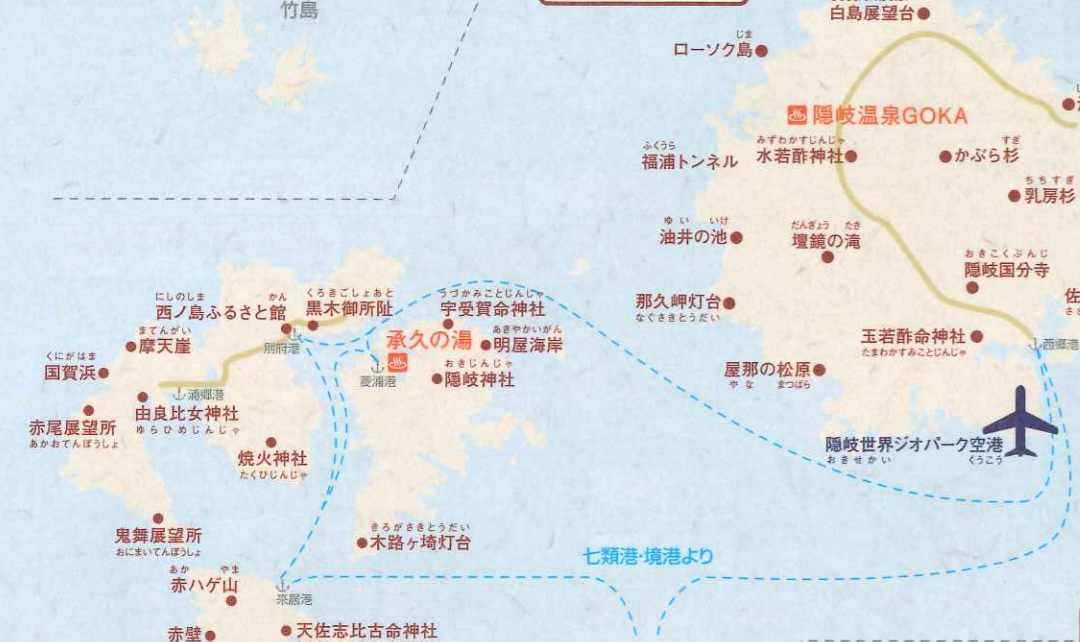 竹島
しらしまてんぼうだい
白島展望台
じま
ローソク島
隠岐温泉GOKA
ふくうら
福浦トンネル
みずわかすじんじゃ
水若酢神社
すぎ
かぶら杉
ちちすぎ
乳房杉
ゆい いけ
油井の池
だんぎょう たき
壇鏡の滝
おきこくぶんじ
隠岐国分寺
那久岬灯台
なぐさきとうだい
玉若酢命神社
たまわかすみことじんじゃ
西郷港
屋那の松原
やな まつばら
隠岐世界ジオパーク空港
おきせかい くうこう
にしのしま かん
西ノ島ふるさと館
くろきごしょあと
黒木御所阯
うづかみことじんじゃ
宇受賀命神社
別府港
承久の湯
あきやかいがん
明屋海岸
まてんがい
摩天崖
くにがはま
国賀浜
菱浦港
おきじんじゃ
隠岐神社
浦郷港
由良比女神社
ゆらひめじんじゃ
赤尾展望所
あかおてんぼうしょ
焼火神社
たくひじんじゃ
鬼舞展望所
おにまいてんぼうしょ
きろがさきとうだい
木路ヶ埼灯台
七類港・境港より
あか やま
赤ハゲ山
来居港
赤壁
天佐志比古命神社